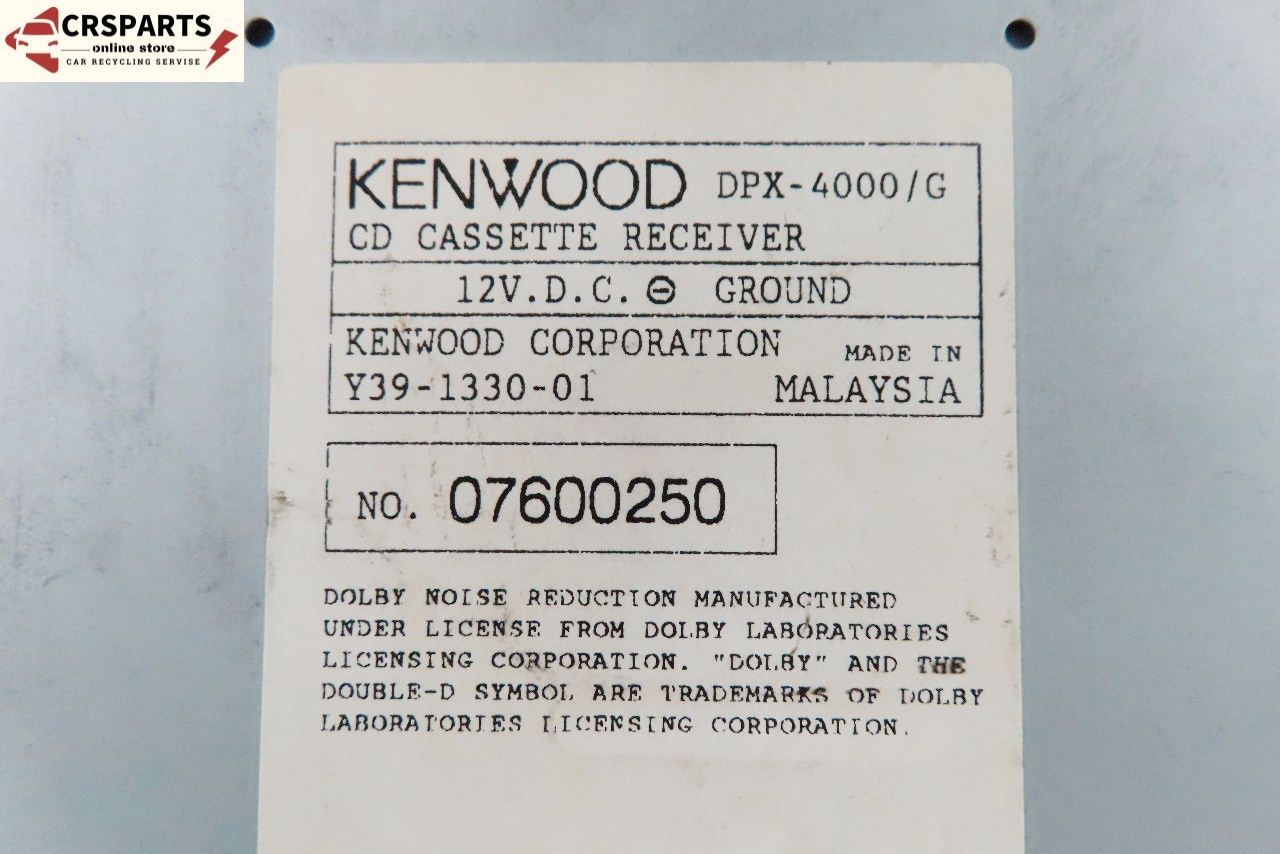 CRSPARTS
online store
CAR RECYCLING SERVISE
KENWOOD DPX-4000/G
CD CASSETTE RECEIVER
12V.D.C. ⊖ GROUND
KENWOOD CORPORATION MADE IN
Y39-1330-01 MALAYSIA
NO. 07600250
DOLBY NOISE REDUCTION MANUFACTURED
UNDER LICENSE FROM DOLBY LABORATORIES
LICENSING CORPORATION. "DOLBY" AND THE
DOUBLE-D SYMBOL ARE TRADEMARKS OF DOLBY
LABORATORIES LICENSING CORPORATION.